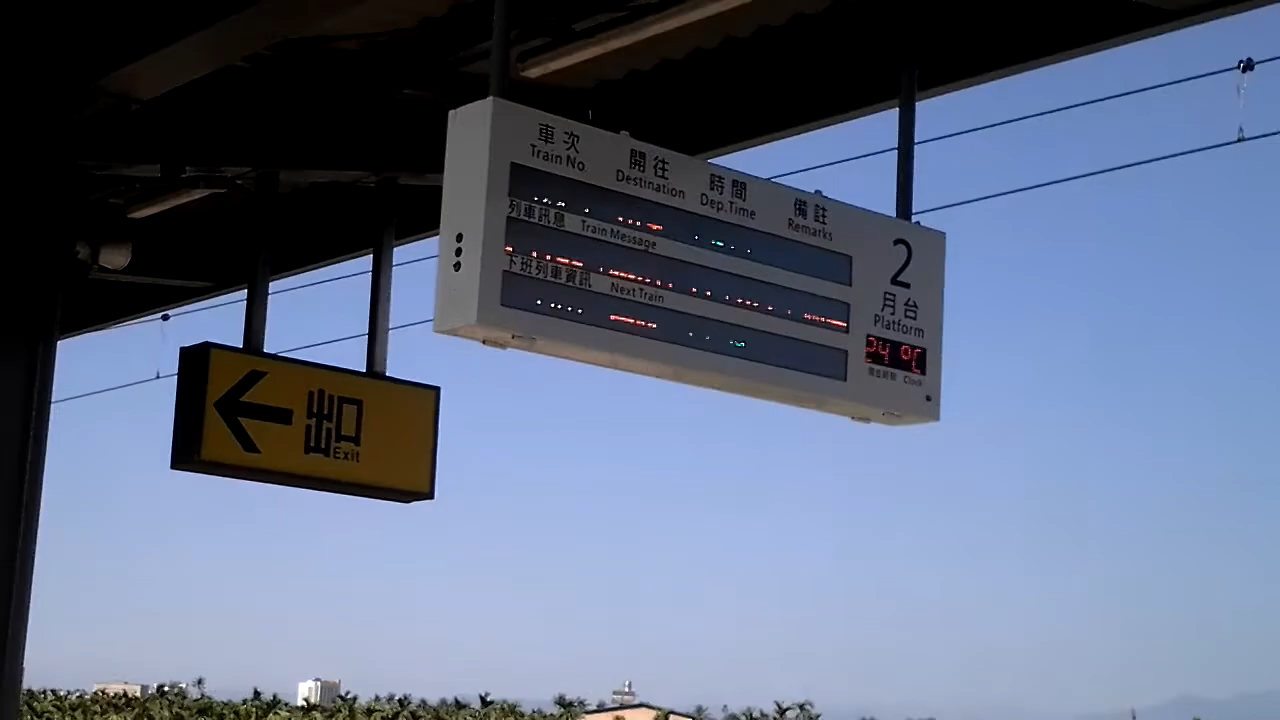 車次 開往 時間 備註
Train No Destination Dep.Time Remarks
列車訊息 Train Message
下班列車資訊 Next Train
2
月台
Platform
24 ℃
Clock
出口
Exit